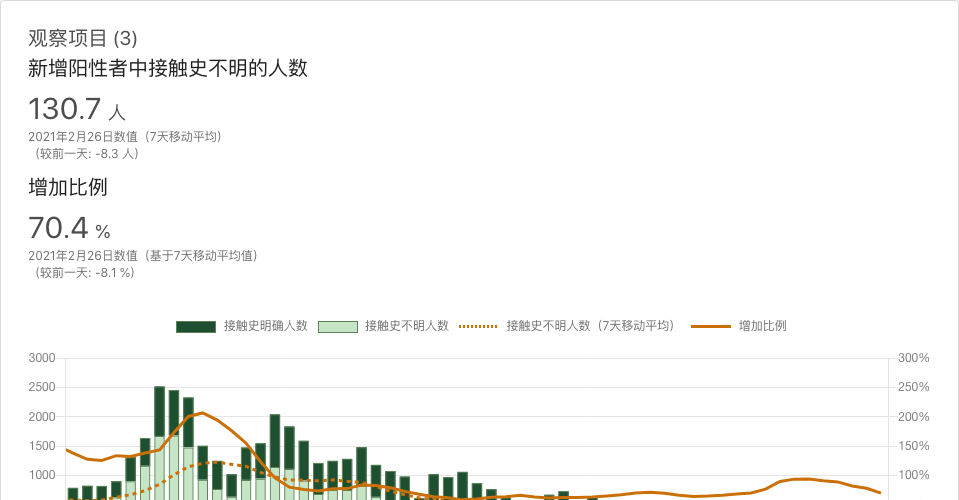 观察项目 (3)
新增阳性者中接触史不明的人数
130.7 人
2021年2月26日数值（7天移动平均）
（较前一天: -8.3 人）
增加比例
70.4 %
2021年2月26日数值（基于7天移动平均值）
（较前一天: -8.1 %）
接触史明确人数 接触史不明人数 接触史不明人数（7天移动平均） 增加比例
3000 300%
2500 250%
2000 200%
1500 150%
1000 100%